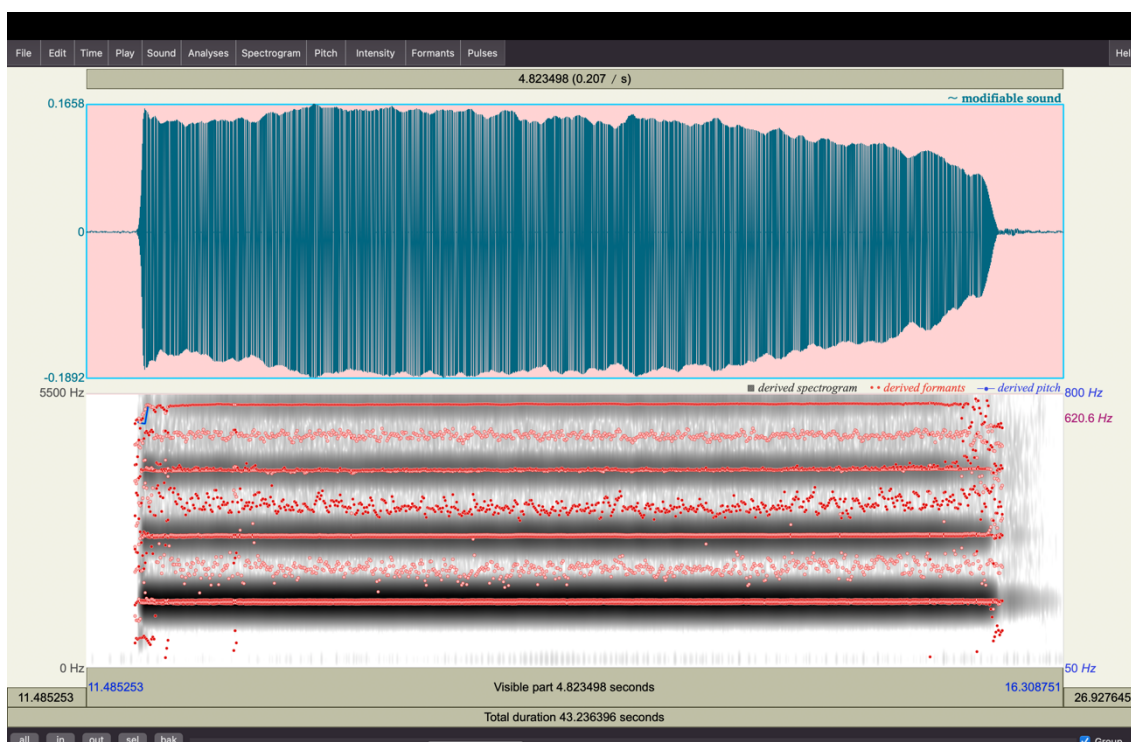 File Edit Time Play Sound Analyses Spectrogram Pitch Intensity Formants Pulses Hel
4.823498 (0.207 / s)
0.1658
~ modifiable sound
0
-0.1892
derived spectrogram derived formants derived pitch
5500 Hz
800 Hz
620.6 Hz
0 Hz
50 Hz
11.485253
Visible part 4.823498 seconds
16.308751
11.485253
26.927645
Total duration 43.236396 seconds
all in out sel bak
Group